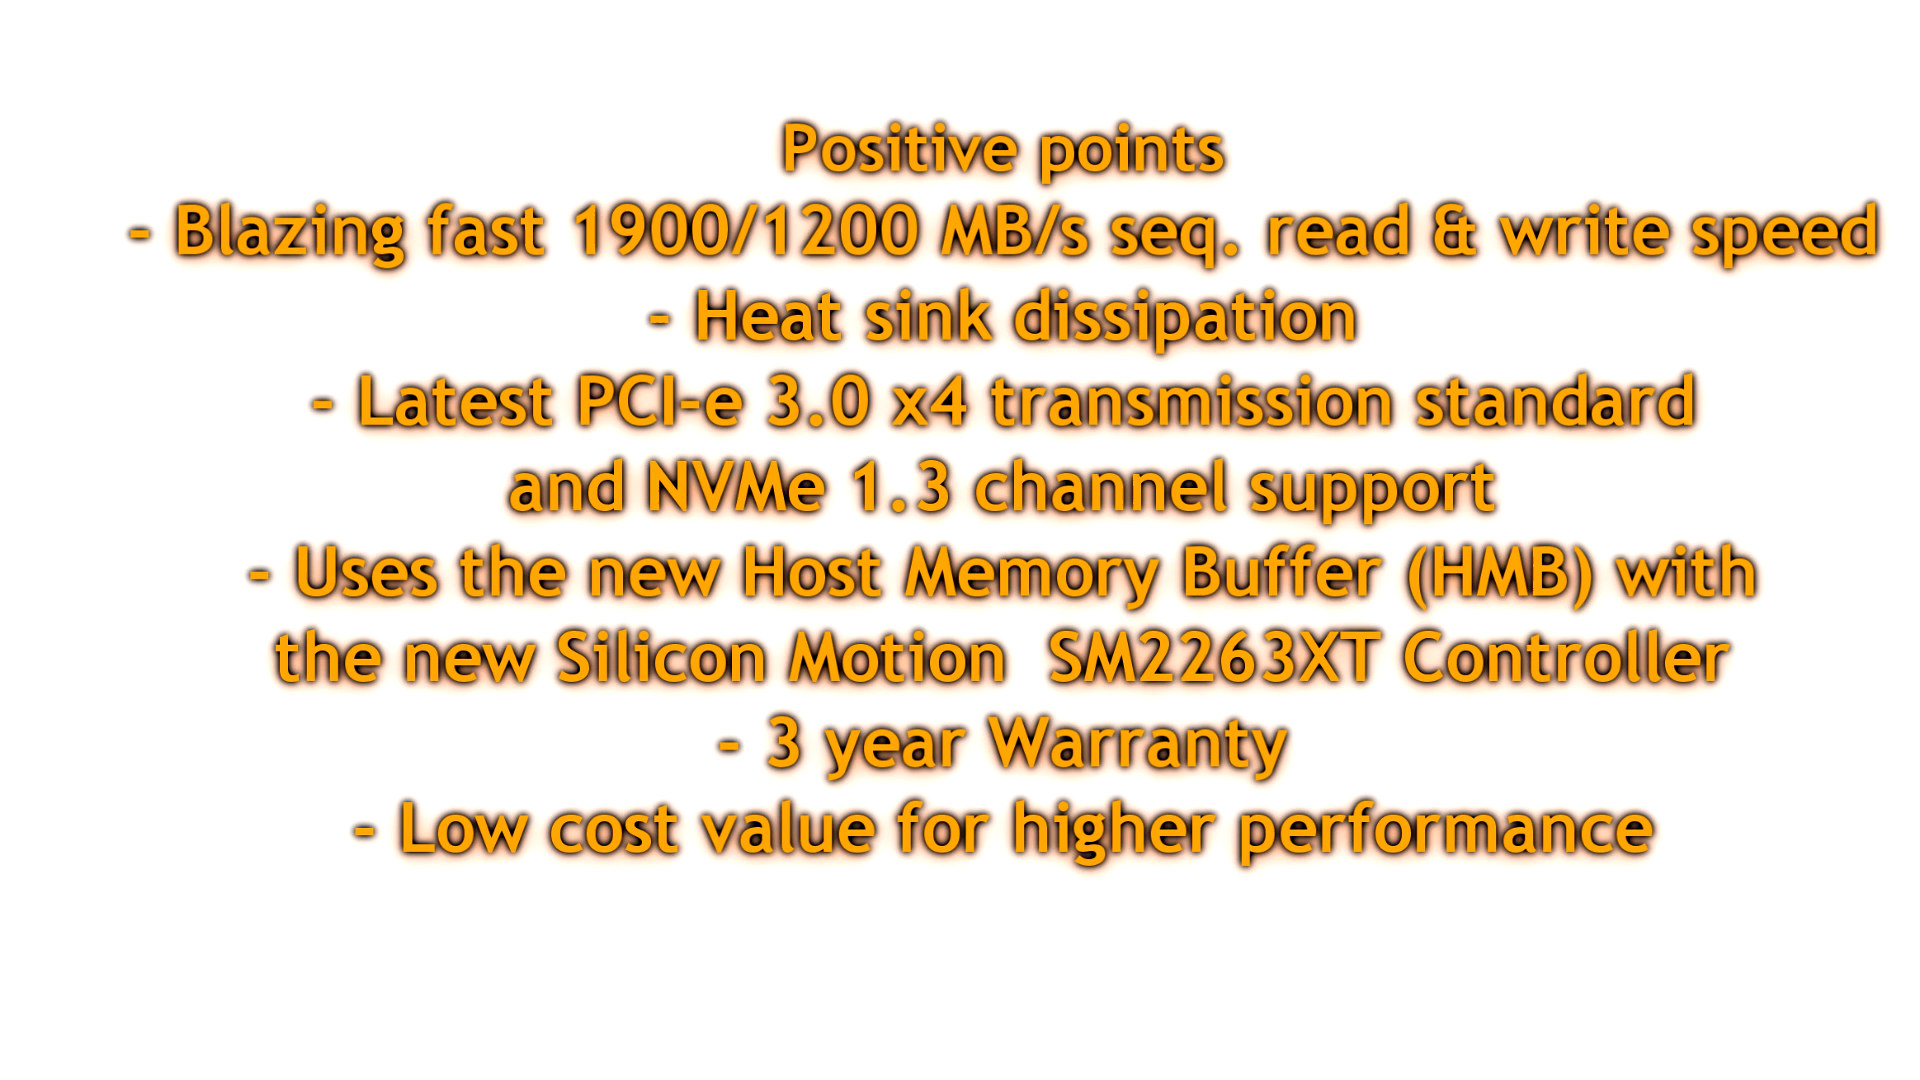 Positive points
- Blazing fast 1900/1200 MB/s seq. read & write speed
- Heat sink dissipation
- Latest PCI-e 3.0 x4 transmission standard
and NVMe 1.3 channel support
- Uses the new Host Memory Buffer (HMB) with
the new Silicon Motion  SM2263XT Controller
- 3 year Warranty
- Low cost value for higher performance